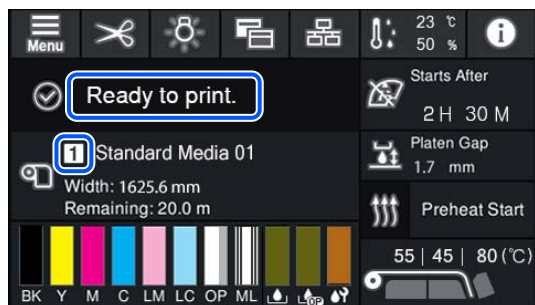 Menu
23 ℃
50 %
Ready to print.
Starts After
2 H 30 M
1 Standard Media 01
Width: 1625.6 mm
Remaining: 20.0 m
Platen Gap
1.7 mm
Preheat Start
55 | 45 | 80 (℃)
BK Y M C LM LC OP ML OP